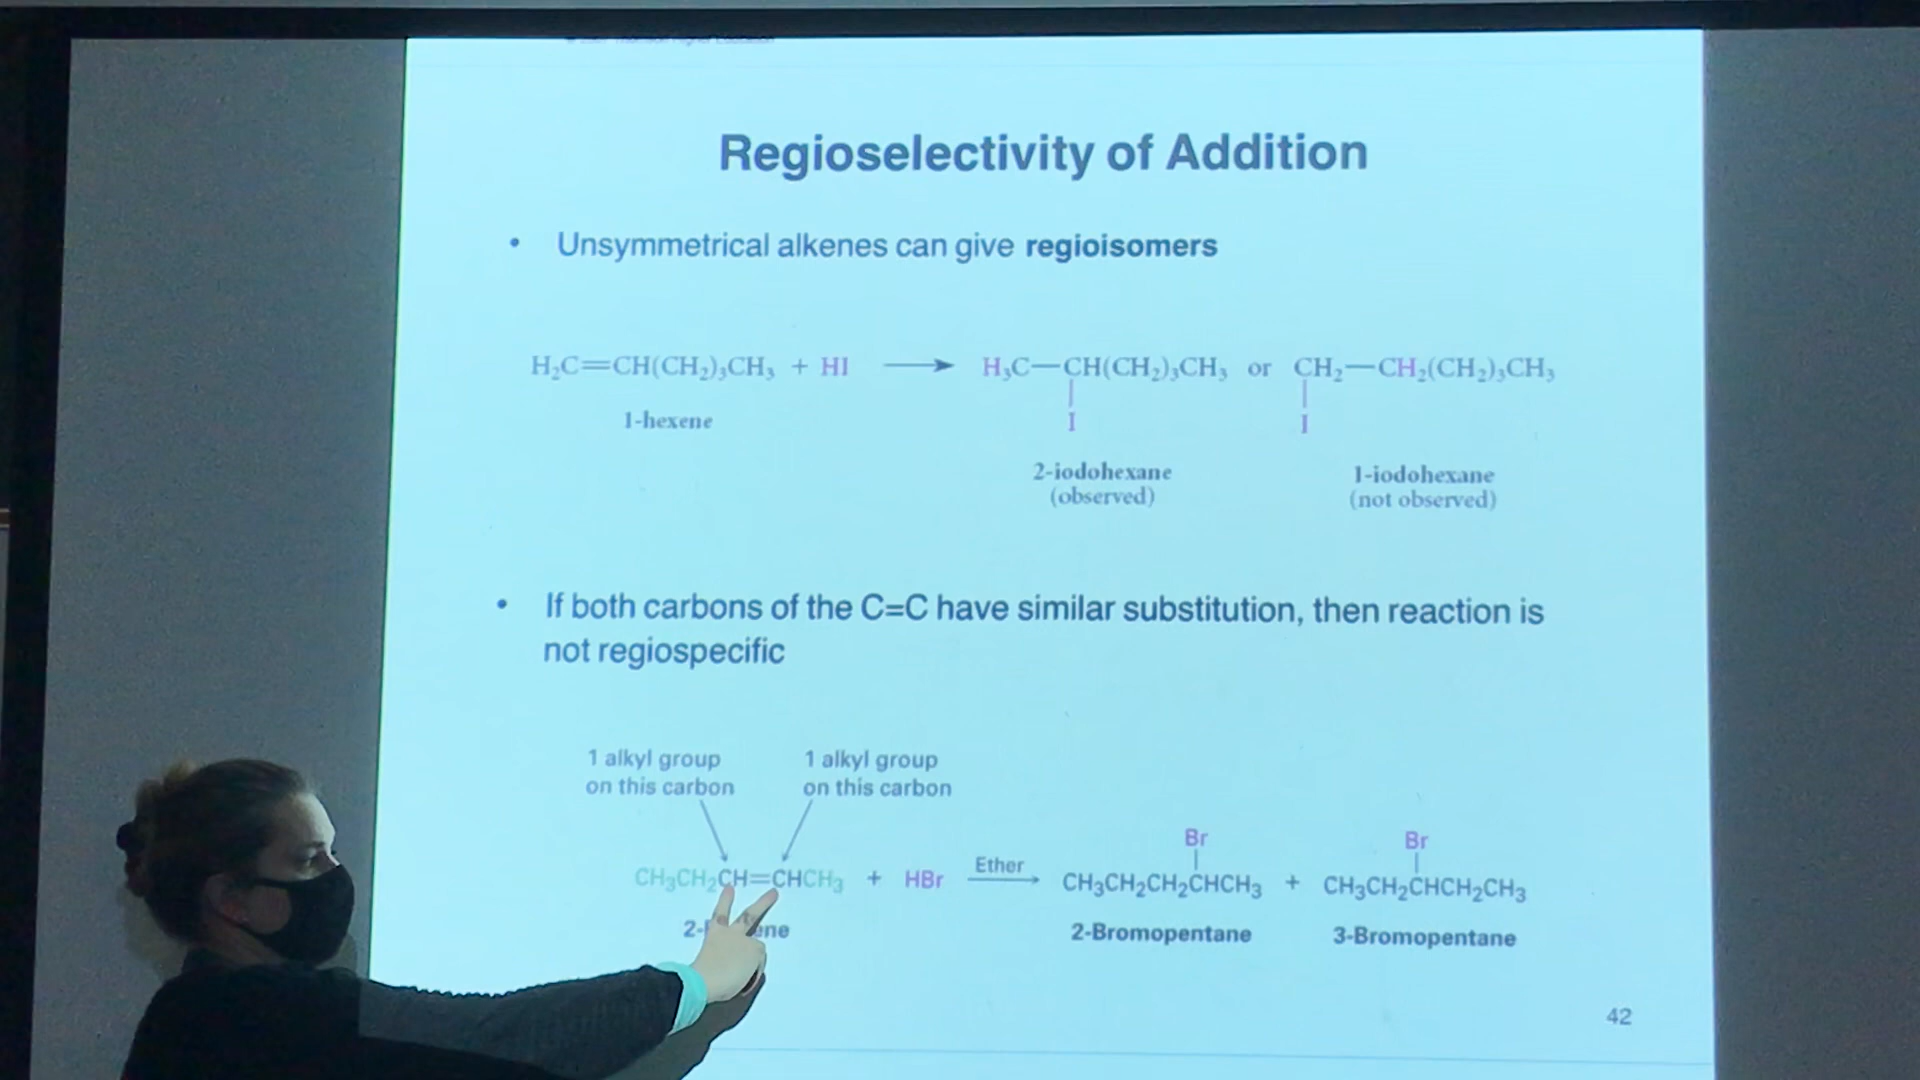 Regioselectivity of Addition
• Unsymmetrical alkenes can give regioisomers
H₂C=CH(CH₂)₃CH₃ + HI ⟶ H₃C—CH(CH₂)₃CH₃ or CH₂—CH₂(CH₂)₃CH₃
I I
1-hexene
2-iodohexane 1-iodohexane
(observed) (not observed)
• If both carbons of the C=C have similar substitution, then reaction is
not regiospecific
1 alkyl group 1 alkyl group
on this carbon on this carbon
Br Br
Ether
CH₃CH₂CH=CHCH₃ + HBr ⟶ CH₃CH₂CH₂CHCH₃ + CH₃CH₂CHCH₂CH₃
2-Bromopentane 3-Bromopentane
42